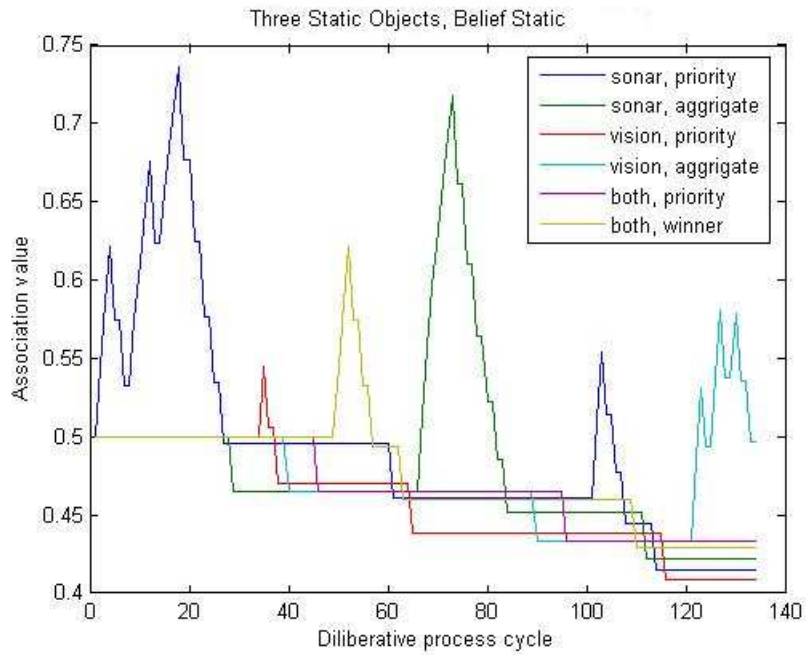 Three Static Objects, Belief Static
0.75
0.7
0.65
0.6
0.55
0.5
0.45
0.4
Association value
sonar, priority
sonar, aggrigate
vision, priority
vision, aggrigate
both, priority
both, winner
0 20 40 60 80 100 120 140
Diliberative process cycle